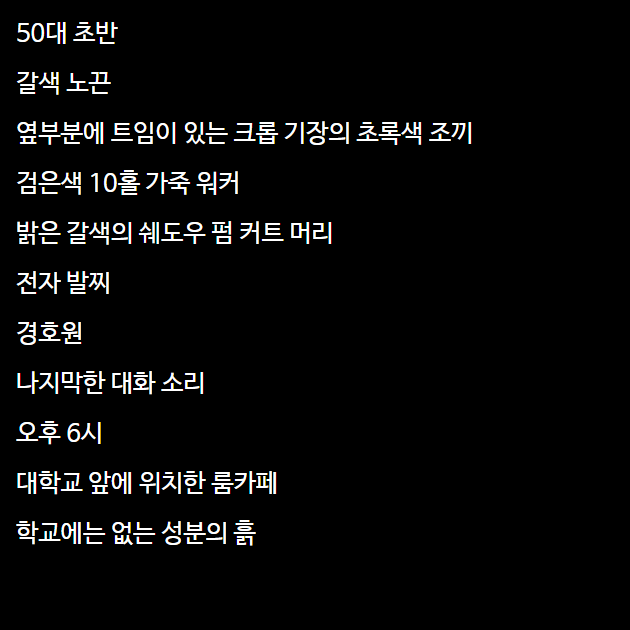 50대 초반
갈색 노끈
옆부분에 트임이 있는 크롭 기장의 초록색 조끼
검은색 10홀 가죽 워커
밝은 갈색의 쉐도우 펌 커트 머리
전자 발찌
경호원
나지막한 대화 소리
오후 6시
대학교 앞에 위치한 룸카페
학교에는 없는 성분의 흙